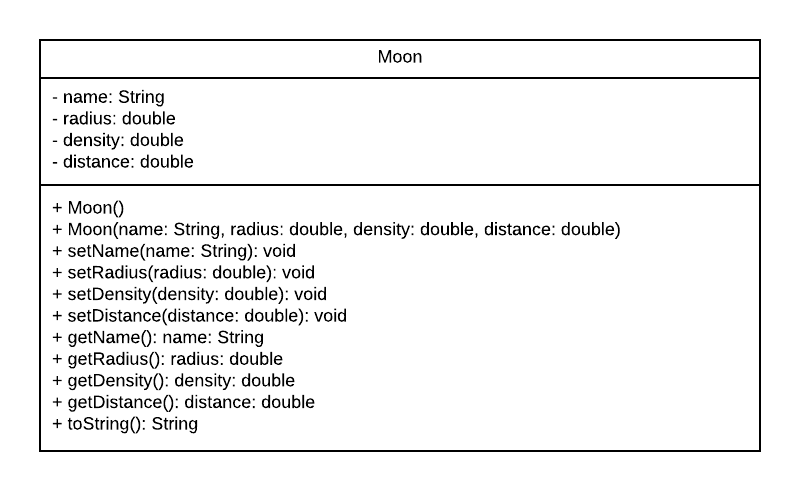 Moon
- name: String
- radius: double
- density: double
- distance: double
+ Moon()
+ Moon(name: String, radius: double, density: double, distance: double)
+ setName(name: String): void
+ setRadius(radius: double): void
+ setDensity(density: double): void
+ setDistance(distance: double): void
+ getName(): name: String
+ getRadius(): radius: double
+ getDensity(): density: double
+ getDistance(): distance: double
+ toString(): String